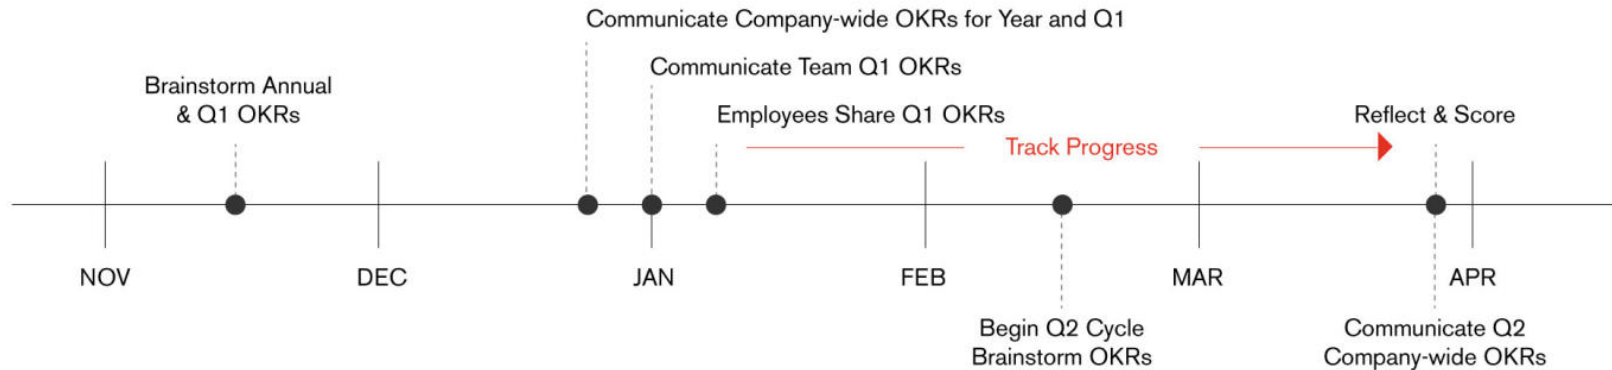 Communicate Company-wide OKRs for Year and Q1
Communicate Team Q1 OKRs
Brainstorm Annual
& Q1 OKRs
Employees Share Q1 OKRs
Reflect & Score
Track Progress
NOV
DEC
JAN
FEB
MAR
APR
Begin Q2 Cycle
Brainstorm OKRs
Communicate Q2
Company-wide OKRs